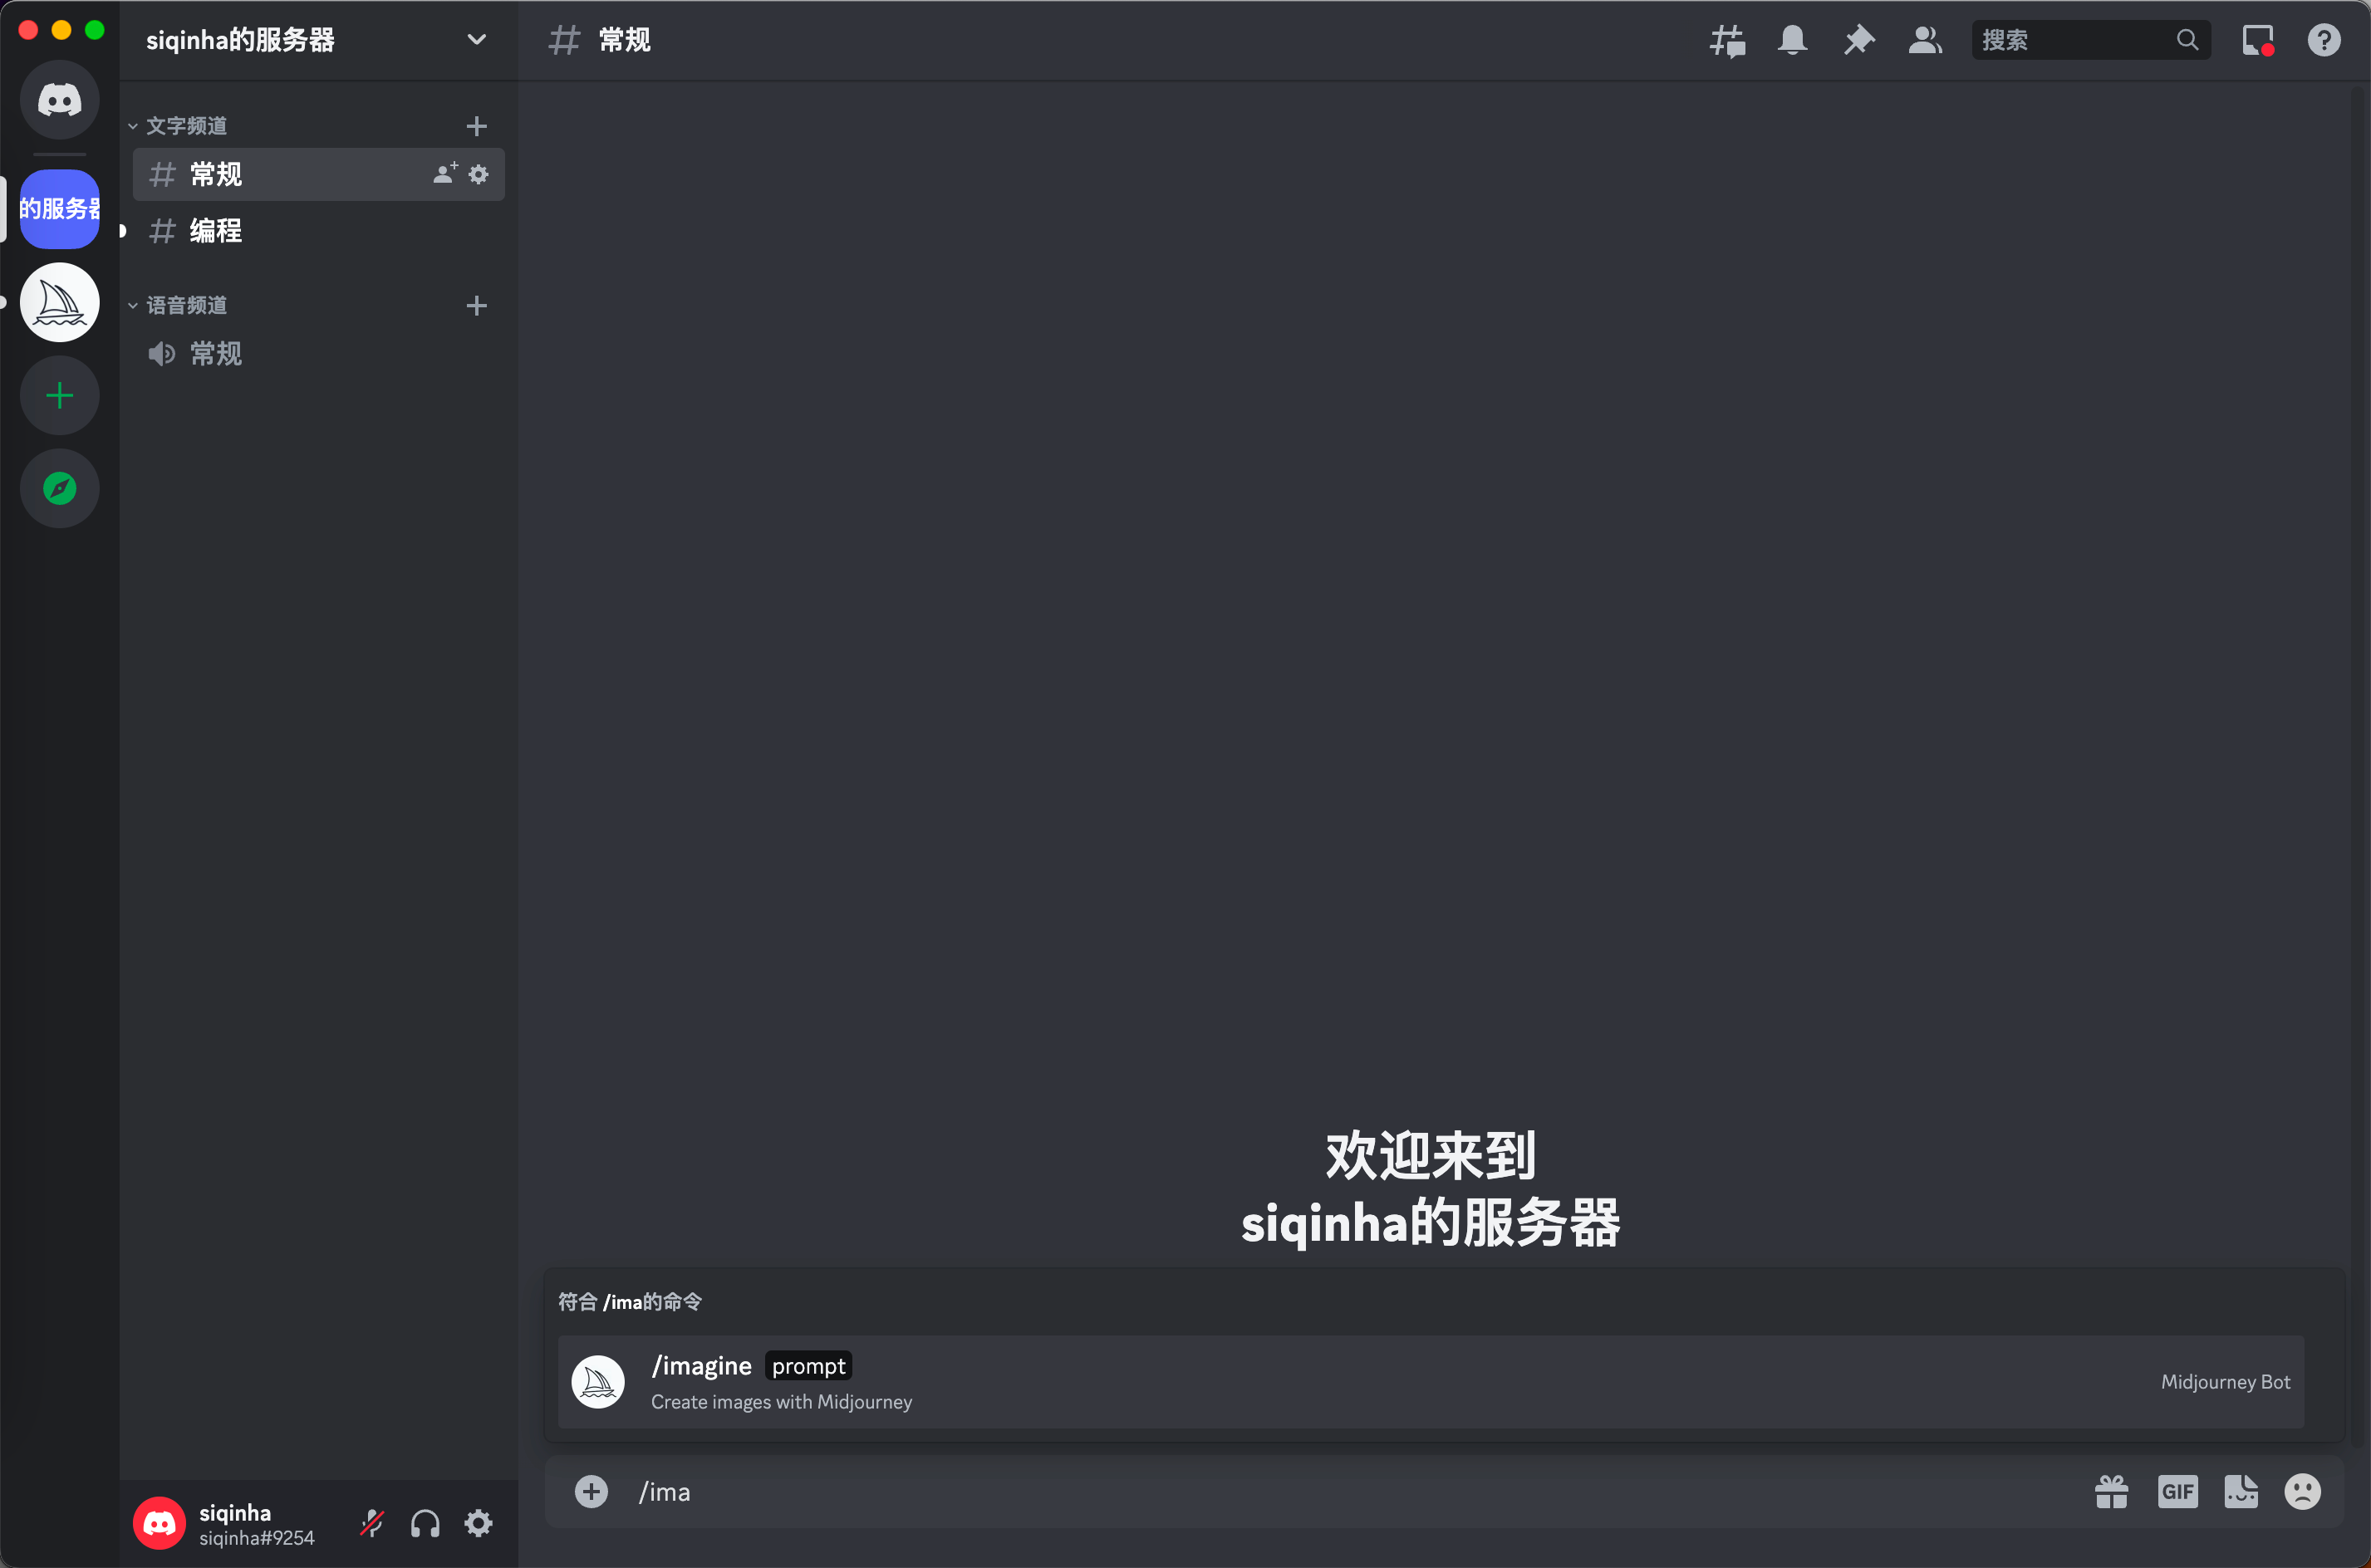 siqinha的服务器
文字频道
常规
的服务器
编程
语音频道
常规
siqinha
siqinha#9254
常规
搜索
欢迎来到
siqinha的服务器
符合 /ima的命令
/imagine prompt
Create images with Midjourney
Midjourney Bot
/ima
GIF